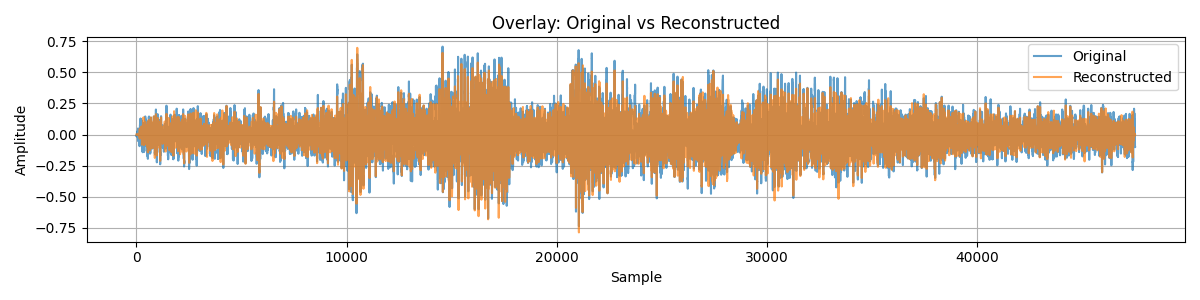 Overlay: Original vs Reconstructed
Amplitude
0.75
0.50
0.25
0.00
−0.25
−0.50
−0.75
Original
Reconstructed
0
10000
20000
30000
40000
Sample